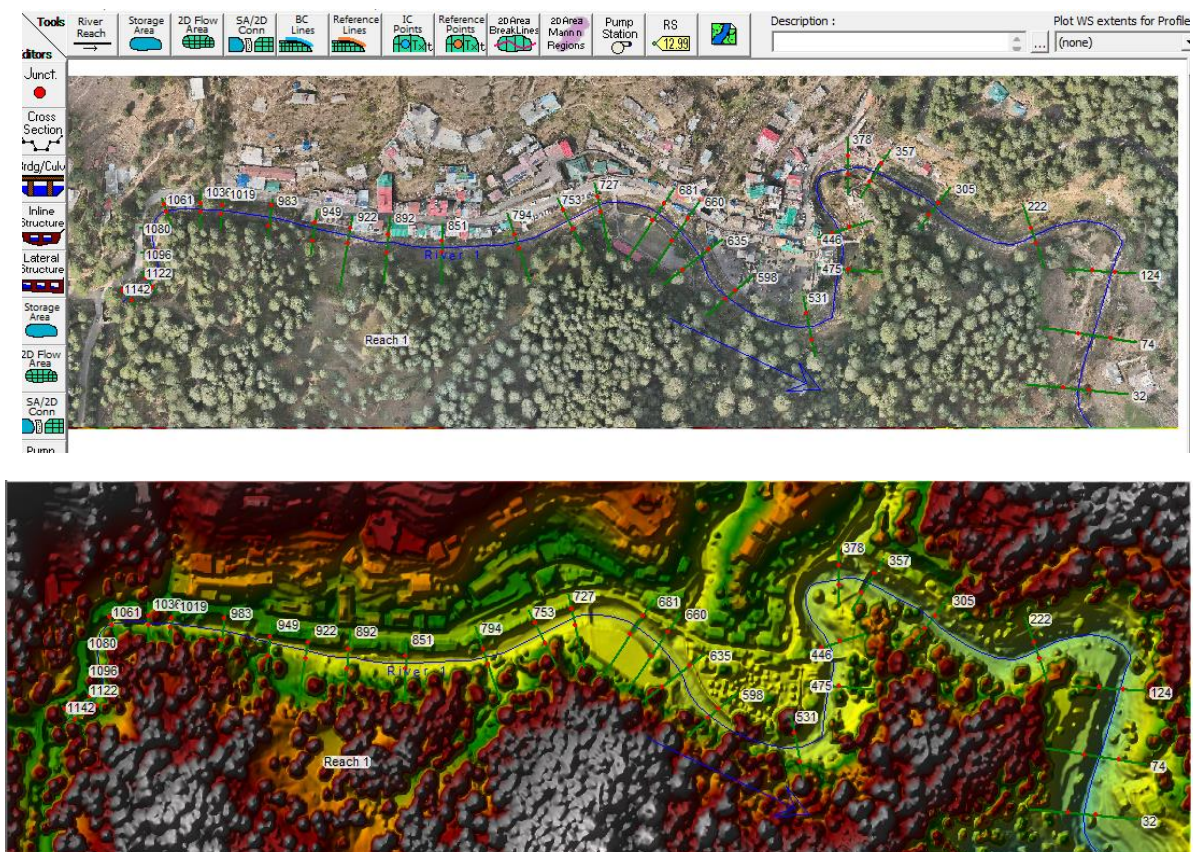 Tools
Editors
River Reach
Storage Area
2D Flow Area
SA/2D Conn
BC Lines
Reference Lines
IC Points
Reference Points
2D Area BreakLines
2D Area Mann n Regions
Pump Station
RS
12.99
Description :
...
Plot WS extents for Profile
(none)
Junct.
Cross Section
Brdg/Culv
Inline Structure
Lateral Structure
Storage Area
2D Flow Area
SA/2D Conn
Pump
1061
1036
1019
983
949
922
892
851
794
753
727
681
660
635
598
531
475
446
378
357
305
222
124
74
32
1080
1096
1122
1142
River 1
Reach 1
1061
1036
1019
983
949
922
892
851
794
753
727
681
660
635
598
531
475
446
378
357
305
222
124
74
32
1080
1096
1122
1142
River 1
Reach 1